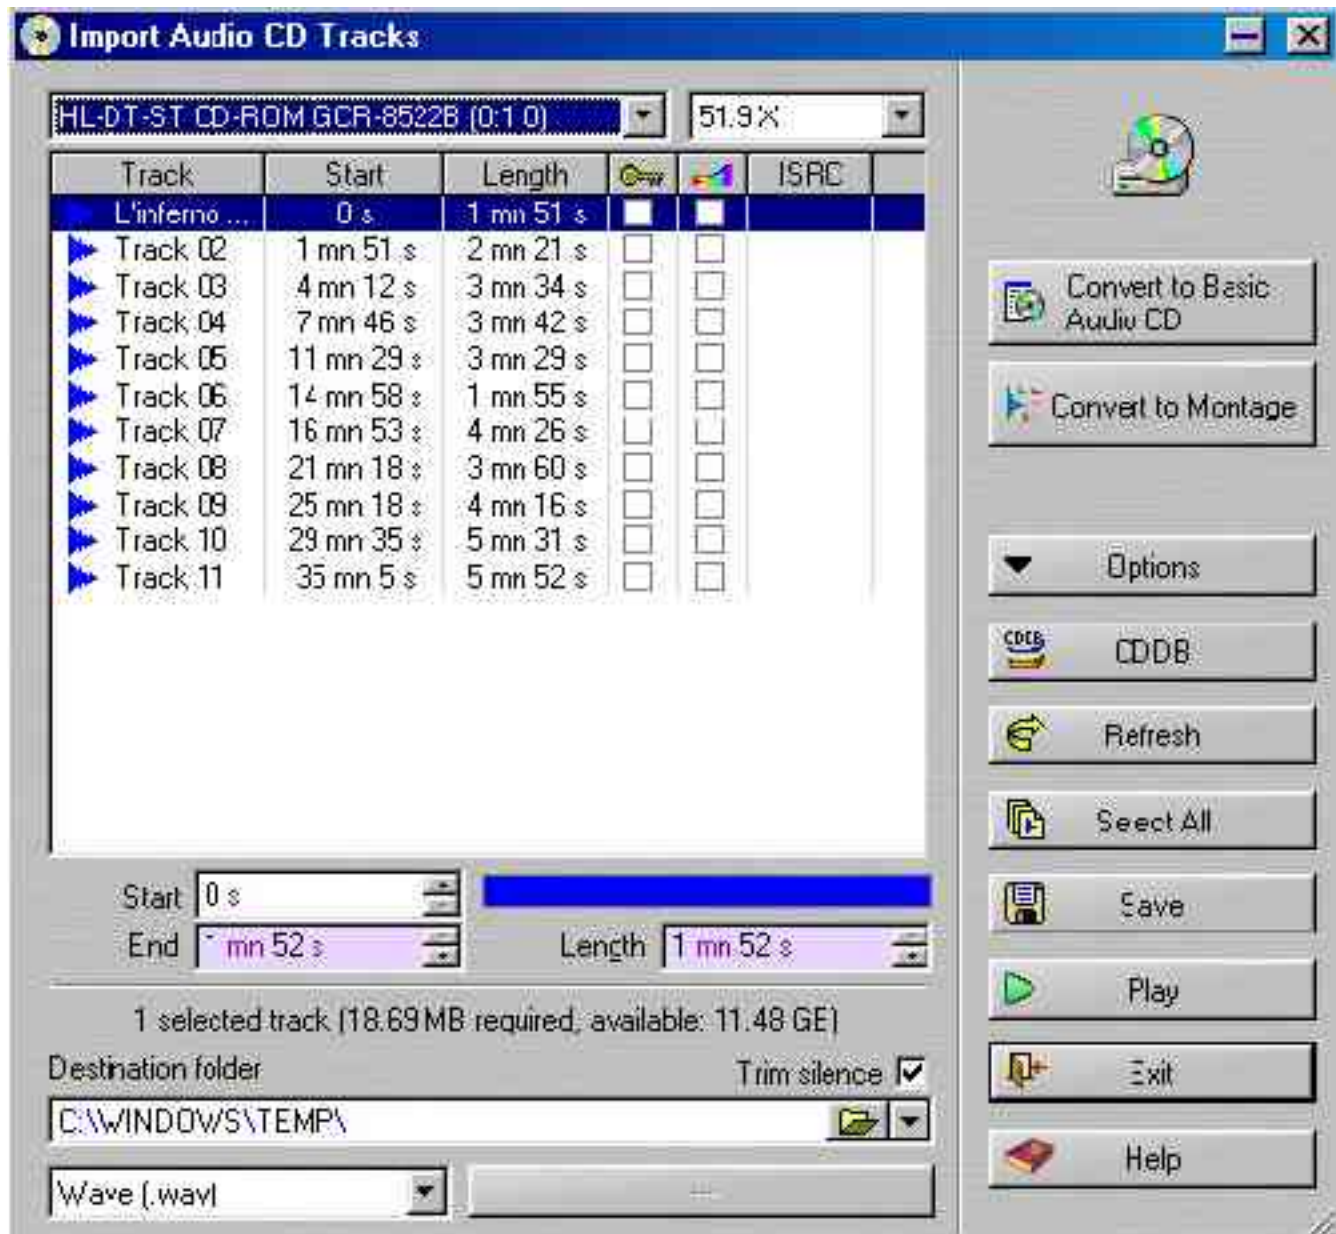 Import Audio CD Tracks
HL-DT-ST CD-ROM GCR-8522B (0:1 0) 51.9 X
Track Start Length ISRC
L'inferno ... 0 s 1 mn 51 s
Track 02 1 mn 51 s 2 mn 21 s
Track 03 4 mn 12 s 3 mn 34 s
Track 04 7 mn 46 s 3 mn 42 s
Track 05 11 mn 29 s 3 mn 29 s
Track 06 14 mn 58 s 1 mn 55 s
Track 07 16 mn 53 s 4 mn 26 s
Track 08 21 mn 18 s 3 mn 60 s
Track 09 25 mn 18 s 4 mn 16 s
Track 10 29 mn 35 s 5 mn 31 s
Track 11 35 mn 5 s 5 mn 52 s
Start 0 s
End 1 mn 52 s Length 1 mn 52 s
1 selected track (18.69 MB required, available: 11.48 GB)
Destination folder Trim silence
C:\WINDOWS\TEMP\
Wave (.wav) ...
Convert to Basic
Audio CD
Convert to Montage
Options
CDDB CDDB
Refresh
Select All
Save
Play
Exit
Help